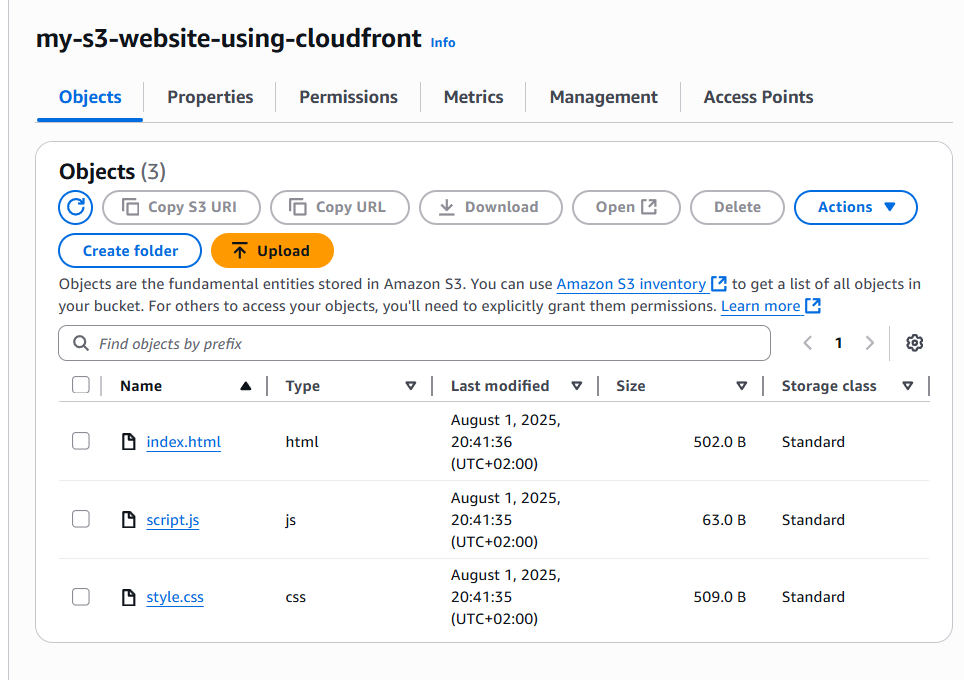 my-s3-website-using-cloudfront Info
Objects Properties Permissions Metrics Management Access Points
Objects (3)
Copy S3 URI Copy URL Download Open Delete Actions
Create folder Upload
Objects are the fundamental entities stored in Amazon S3. You can use Amazon S3 inventory to get a list of all objects in
your bucket. For others to access your objects, you'll need to explicitly grant them permissions. Learn more
Find objects by prefix 1
Name Type Last modified Size Storage class
index.html html August 1, 2025, 20:41:36 (UTC+02:00) 502.0 B Standard
script.js js August 1, 2025, 20:41:35 (UTC+02:00) 63.0 B Standard
style.css css August 1, 2025, 20:41:35 (UTC+02:00) 509.0 B Standard